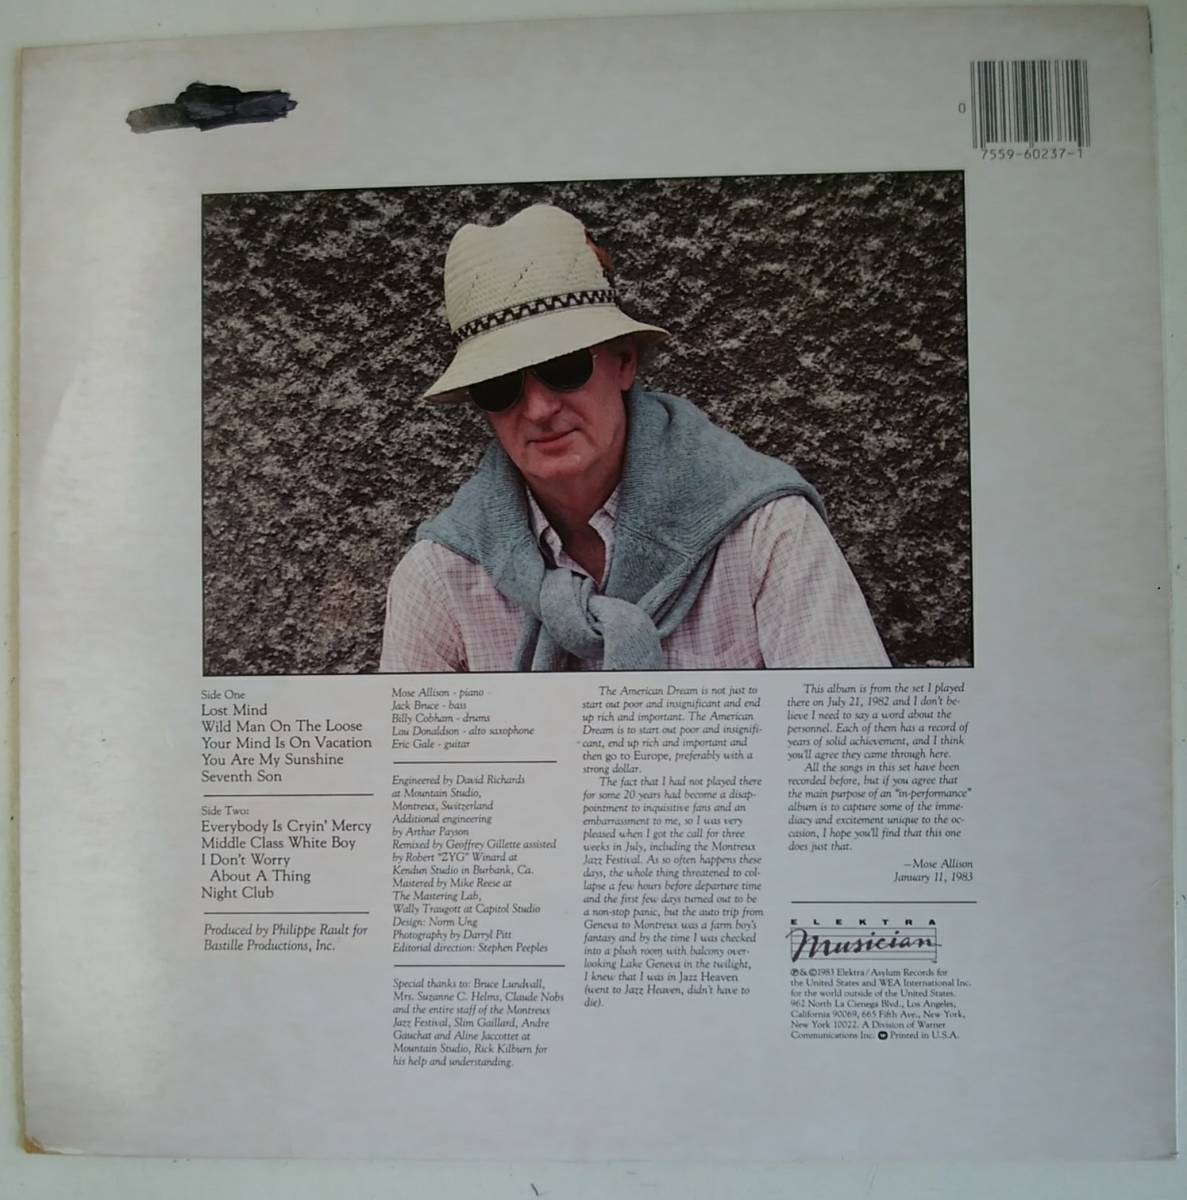 0
7559-60237-1
Side One
Lost Mind
Wild Man On The Loose
Your Mind Is On Vacation
You Are My Sunshine
Seventh Son
Side Two:
Everybody Is Cryin' Mercy
Middle Class White Boy
I Don't Worry
About A Thing
Night Club
Produced by Philippe Rault for
Bastille Productions, Inc.
Mose Allison - piano
Jack Bruce - bass
Billy Cobham - drums
Lou Donaldson - alto saxophone
Eric Gale - guitar
Engineered by David Richards
at Mountain Studio,
Montreux, Switzerland
Additional engineering
by Arthur Payson
Remixed by Geoffrey Gillette assisted
by Robert "ZYG" Winard at
Kendun Studio in Burbank, Ca.
Mastered by Mike Reese at
The Mastering Lab,
Wally Traugott at Capitol Studio
Design: Norm Ung
Photography by Darryl Pitt
Editorial direction: Stephen Peeples
Special thanks to: Bruce Lundvall,
Mrs. Suzanne C. Helms, Claude Nobs
and the entire staff of the Montreux
Jazz Festival, Slim Gaillard, Andre
Gauchat and Aline Jaccottet at
Mountain Studio, Rick Kilburn for
his help and understanding.
The American Dream is not just to
start out poor and insignificant and end
up rich and important. The American
Dream is to start out poor and insignifi-
cant, end up rich and important and
then go to Europe, preferably with a
strong dollar.
The fact that I had not played there
for some 20 years had become a disap-
pointment to inquisitive fans and an
embarrassment to me, so I was very
pleased when I got the call for three
weeks in July, including the Montreux
Jazz Festival. As so often happens these
days, the whole thing threatened to col-
lapse a few hours before departure time
and the first few days turned out to be
a non-stop panic, but the auto trip from
Geneva to Montreux was a farm boy's
fantasy and by the time I was checked
into a plush room with balcony over-
looking Lake Geneva in the twilight,
I knew that I was in Jazz Heaven
(went to Jazz Heaven, didn't have to
die).
This album is from the set I played
there on July 21, 1982 and I don't be-
lieve I need to say a word about the
personnel. Each of them has a record of
years of solid achievement, and I think
you'll agree they came through here.
All the songs in this set have been
recorded before, but if you agree that
the main purpose of an "in-performance"
album is to capture some of the imme-
diacy and excitement unique to the oc-
casion, I hope you'll find that this one
does just that.
—Mose Allison
January 11, 1983
ELEKTRA
Musician
℗&©1983 Elektra/Asylum Records for
the United States and WEA International Inc.
for the world outside of the United States.
962 North La Cienega Blvd., Los Angeles,
California 90069, 665 Fifth Ave., New York,
New York 10022. A Division of Warner
Communications Inc. Printed in U.S.A.